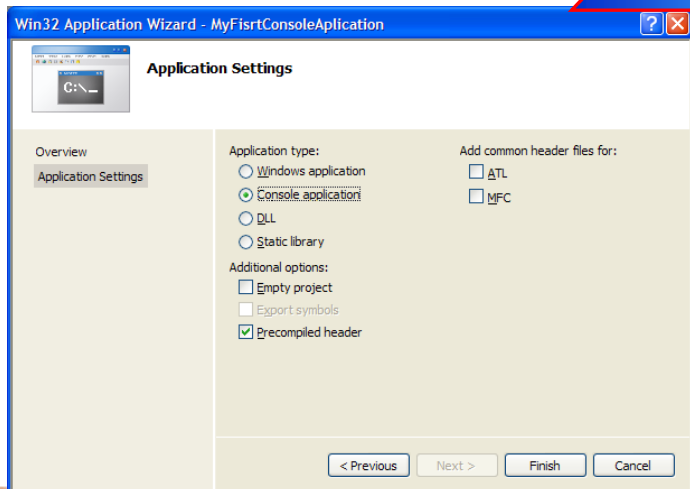 Win32 Application Wizard - MyFisrtConsoleAplication
C:\_
Application Settings
Overview
Application Settings
Application type:
Windows application
Console application
DLL
Static library
Additional options:
Empty project
Export symbols
Precompiled header
Add common header files for:
ATL
MFC
< Previous
Next >
Finish
Cancel